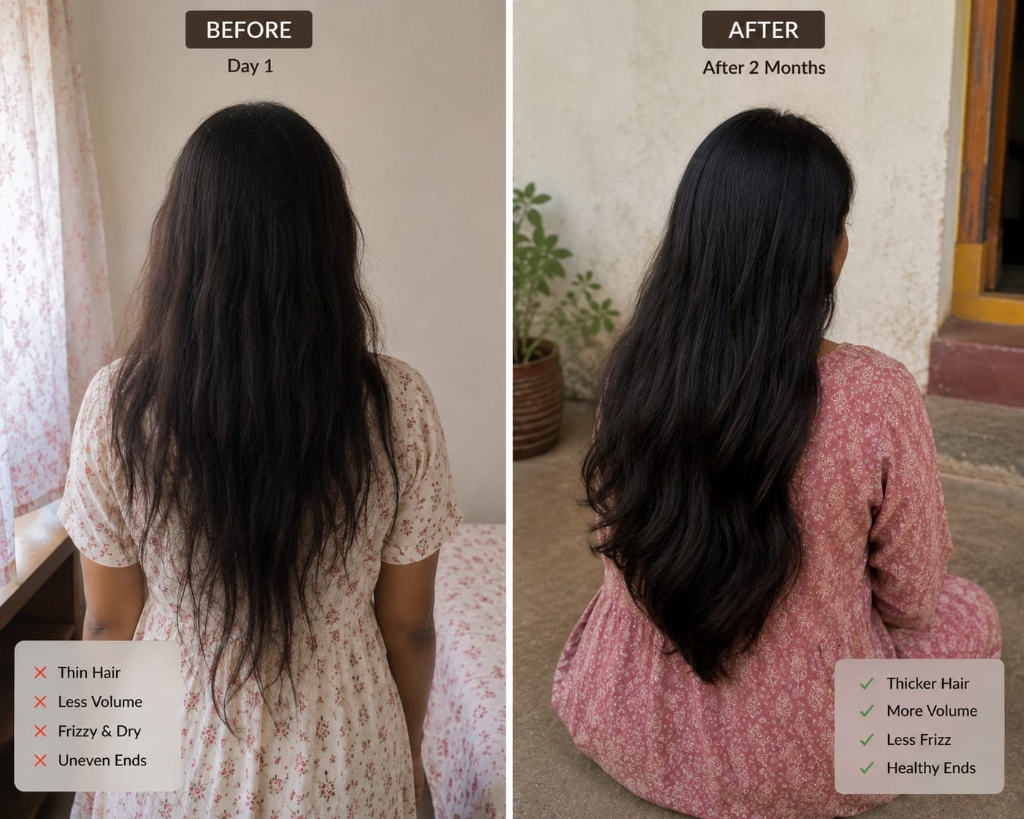 BEFORE
Day 1
Thin Hair
Less Volume
Frizzy & Dry
Uneven Ends
AFTER
After 2 Months
Thicker Hair
More Volume
Less Frizz
Healthy Ends